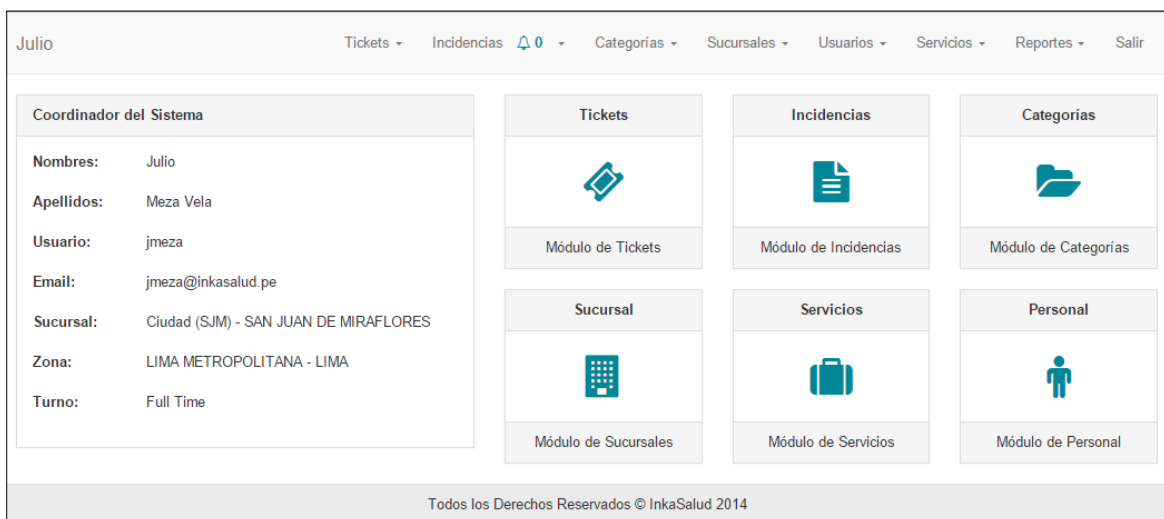 Julio Tickets Incidencias 0 Categorías Sucursales Usuarios Servicios Reportes Salir
Coordinador del Sistema
Nombres: Julio
Apellidos: Meza Vela
Usuario: jmeza
Email: jmeza@inkasalud.pe
Sucursal: Ciudad (SJM) - SAN JUAN DE MIRAFLORES
Zona: LIMA METROPOLITANA - LIMA
Turno: Full Time
Tickets
Módulo de Tickets
Incidencias
Módulo de Incidencias
Categorías
Módulo de Categorías
Sucursal
Módulo de Sucursales
Servicios
Módulo de Servicios
Personal
Módulo de Personal
Todos los Derechos Reservados © InkaSalud 2014